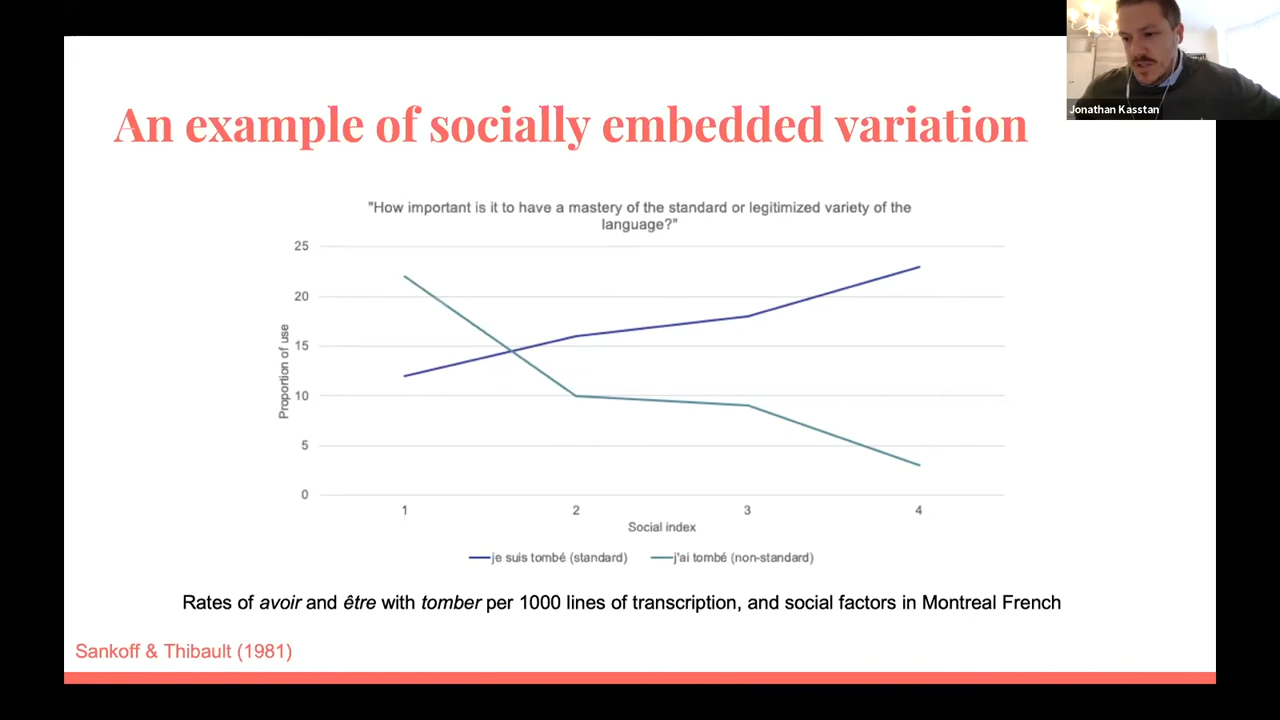 Jonathan Kasstan
An example of socially embedded variation
"How important is it to have a mastery of the standard or legitimized variety of the
language?"
25
20
15
10
5
0
Proportion of use
1 2 3 4
Social index
je suis tombé (standard) j'ai tombé (non-standard)
Rates of avoir and être with tomber per 1000 lines of transcription, and social factors in Montreal French
Sankoff & Thibault (1981)